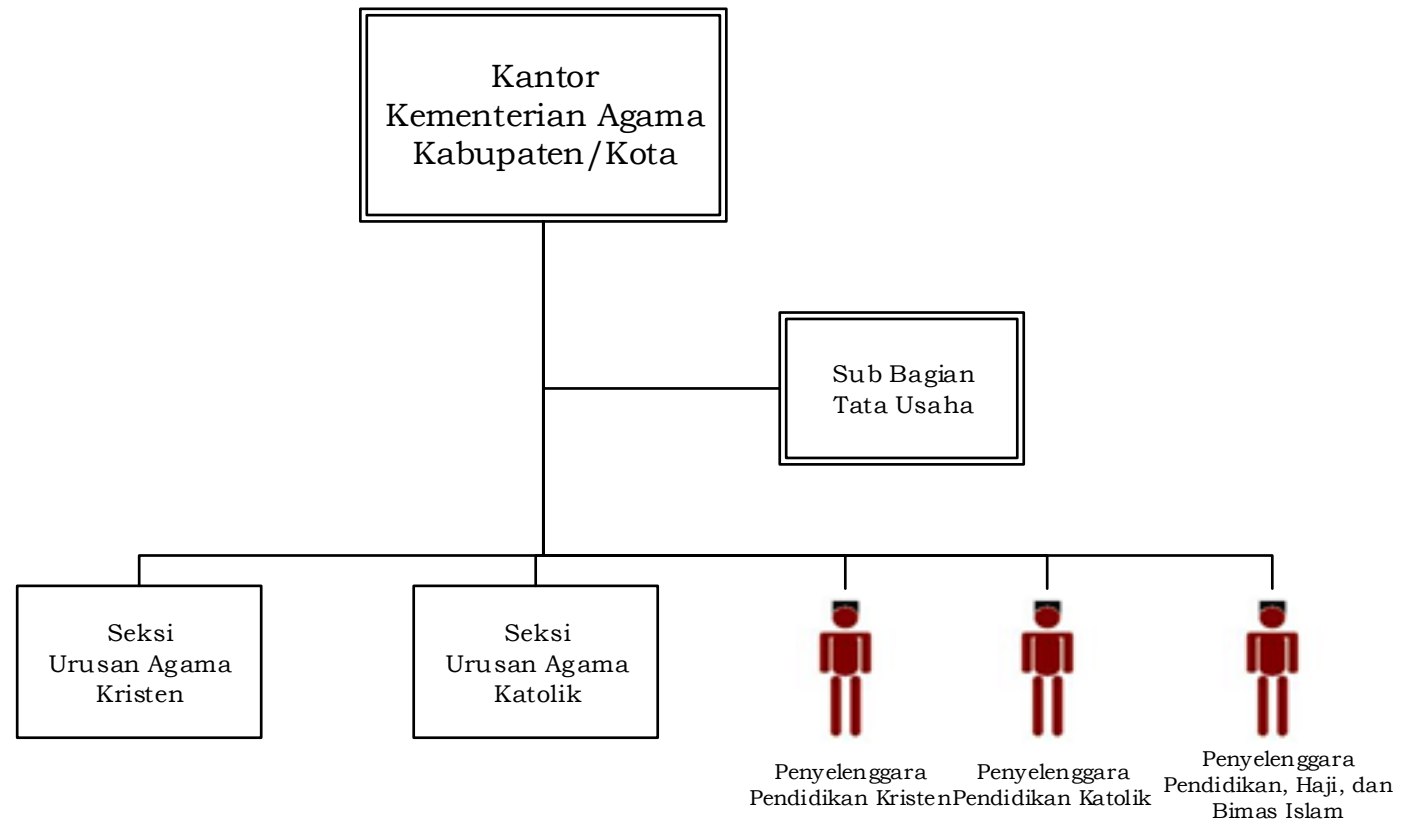 Kantor
Kementerian Agama
Kabupaten/Kota
Sub Bagian
Tata Usaha
Seksi
Urusan Agama
Kristen
Seksi
Urusan Agama
Katolik
Penyelenggara
Pendidikan Kristen
Penyelenggara
Pendidikan Katolik
Penyelenggara
Pendidikan, Haji, dan
Bimas Islam